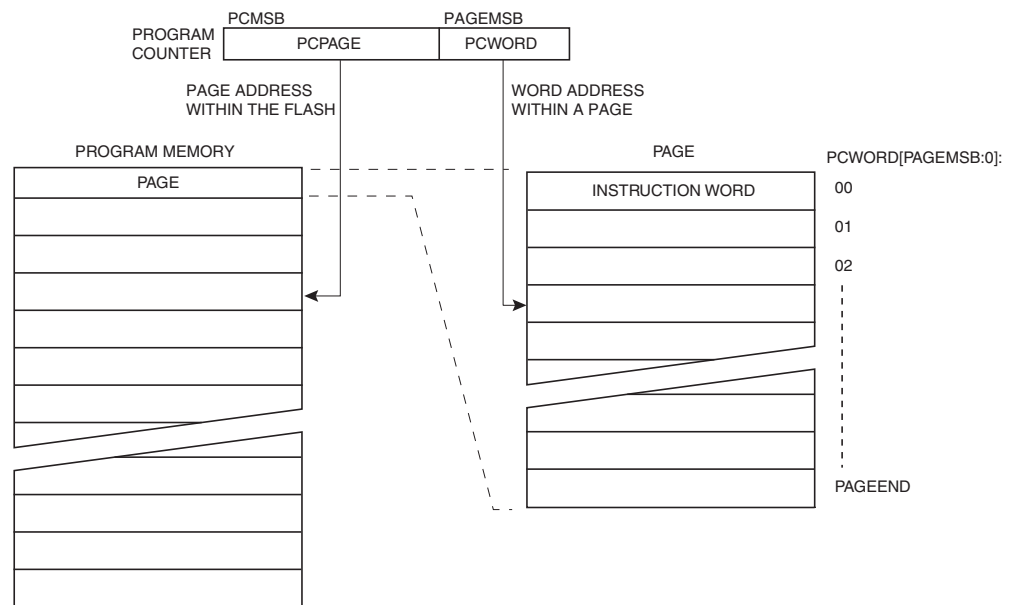 PCMSB
PAGEMSB
PROGRAM
COUNTER
PCPAGE
PCWORD
PAGE ADDRESS
WITHIN THE FLASH
WORD ADDRESS
WITHIN A PAGE
PROGRAM MEMORY
PAGE
PAGE
PCWORD[PAGEMSB:0]:
INSTRUCTION WORD
00
01
02
PAGEEND